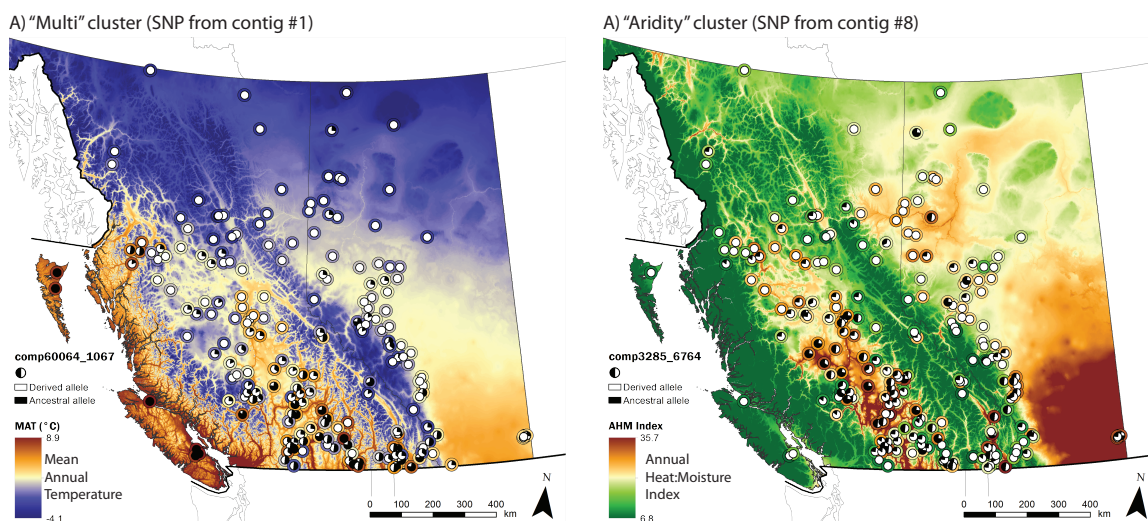 A) “Multi” cluster (SNP from contig #1)
comp60064_1067
Derived allele
Ancestral allele
MAT (°C)
8.9
Mean
Annual
Temperature
-4.1
0 100 200 300 400
km
N
A) “Aridity” cluster (SNP from contig #8)
comp3285_6764
Derived allele
Ancestral allele
AHM Index
35.7
Annual
Heat:Moisture
Index
6.8
0 100 200 300 400
km
N